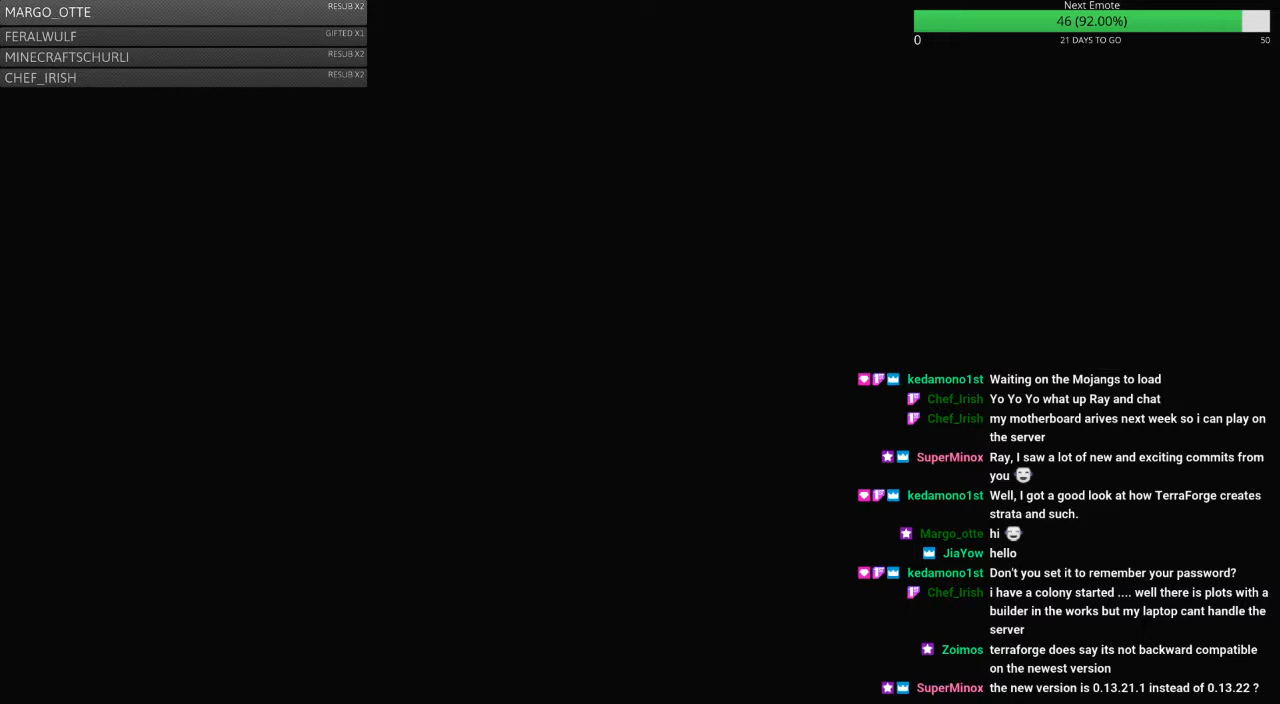 MARGO_OTTE RESUB X2
FERALWULF GIFTED X1
MINECRAFTSCHURLI RESUB X2
CHEF_IRISH RESUB X2
Next Emote
46 (92.00%)
0 21 DAYS TO GO 50
kedamono1st Waiting on the Mojangs to load
Chef_Irish Yo Yo Yo what up Ray and chat
Chef_Irish my motherboard arives next week so i can play on
the server
SuperMinox Ray, I saw a lot of new and exciting commits from
you
kedamono1st Well, I got a good look at how TerraForge creates
strata and such.
Margo_otte hi
JiaYow hello
kedamono1st Don't you set it to remember your password?
Chef_Irish i have a colony started .... well there is plots with a
builder in the works but my laptop cant handle the
server
Zoimos terraforge does say its not backward compatible
on the newest version
SuperMinox the new version is 0.13.21.1 instead of 0.13.22 ?